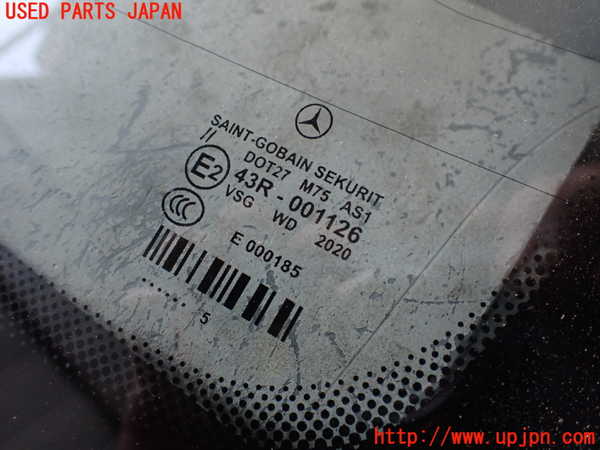 USED PARTS JAPAN
SAINT-GOBAIN SEKURIT
//
DOT27 M75 AS1
E2
43R - 001126
CCC
VSG WD 2020
E 000185
...... 5
http://www.upjpn.com/